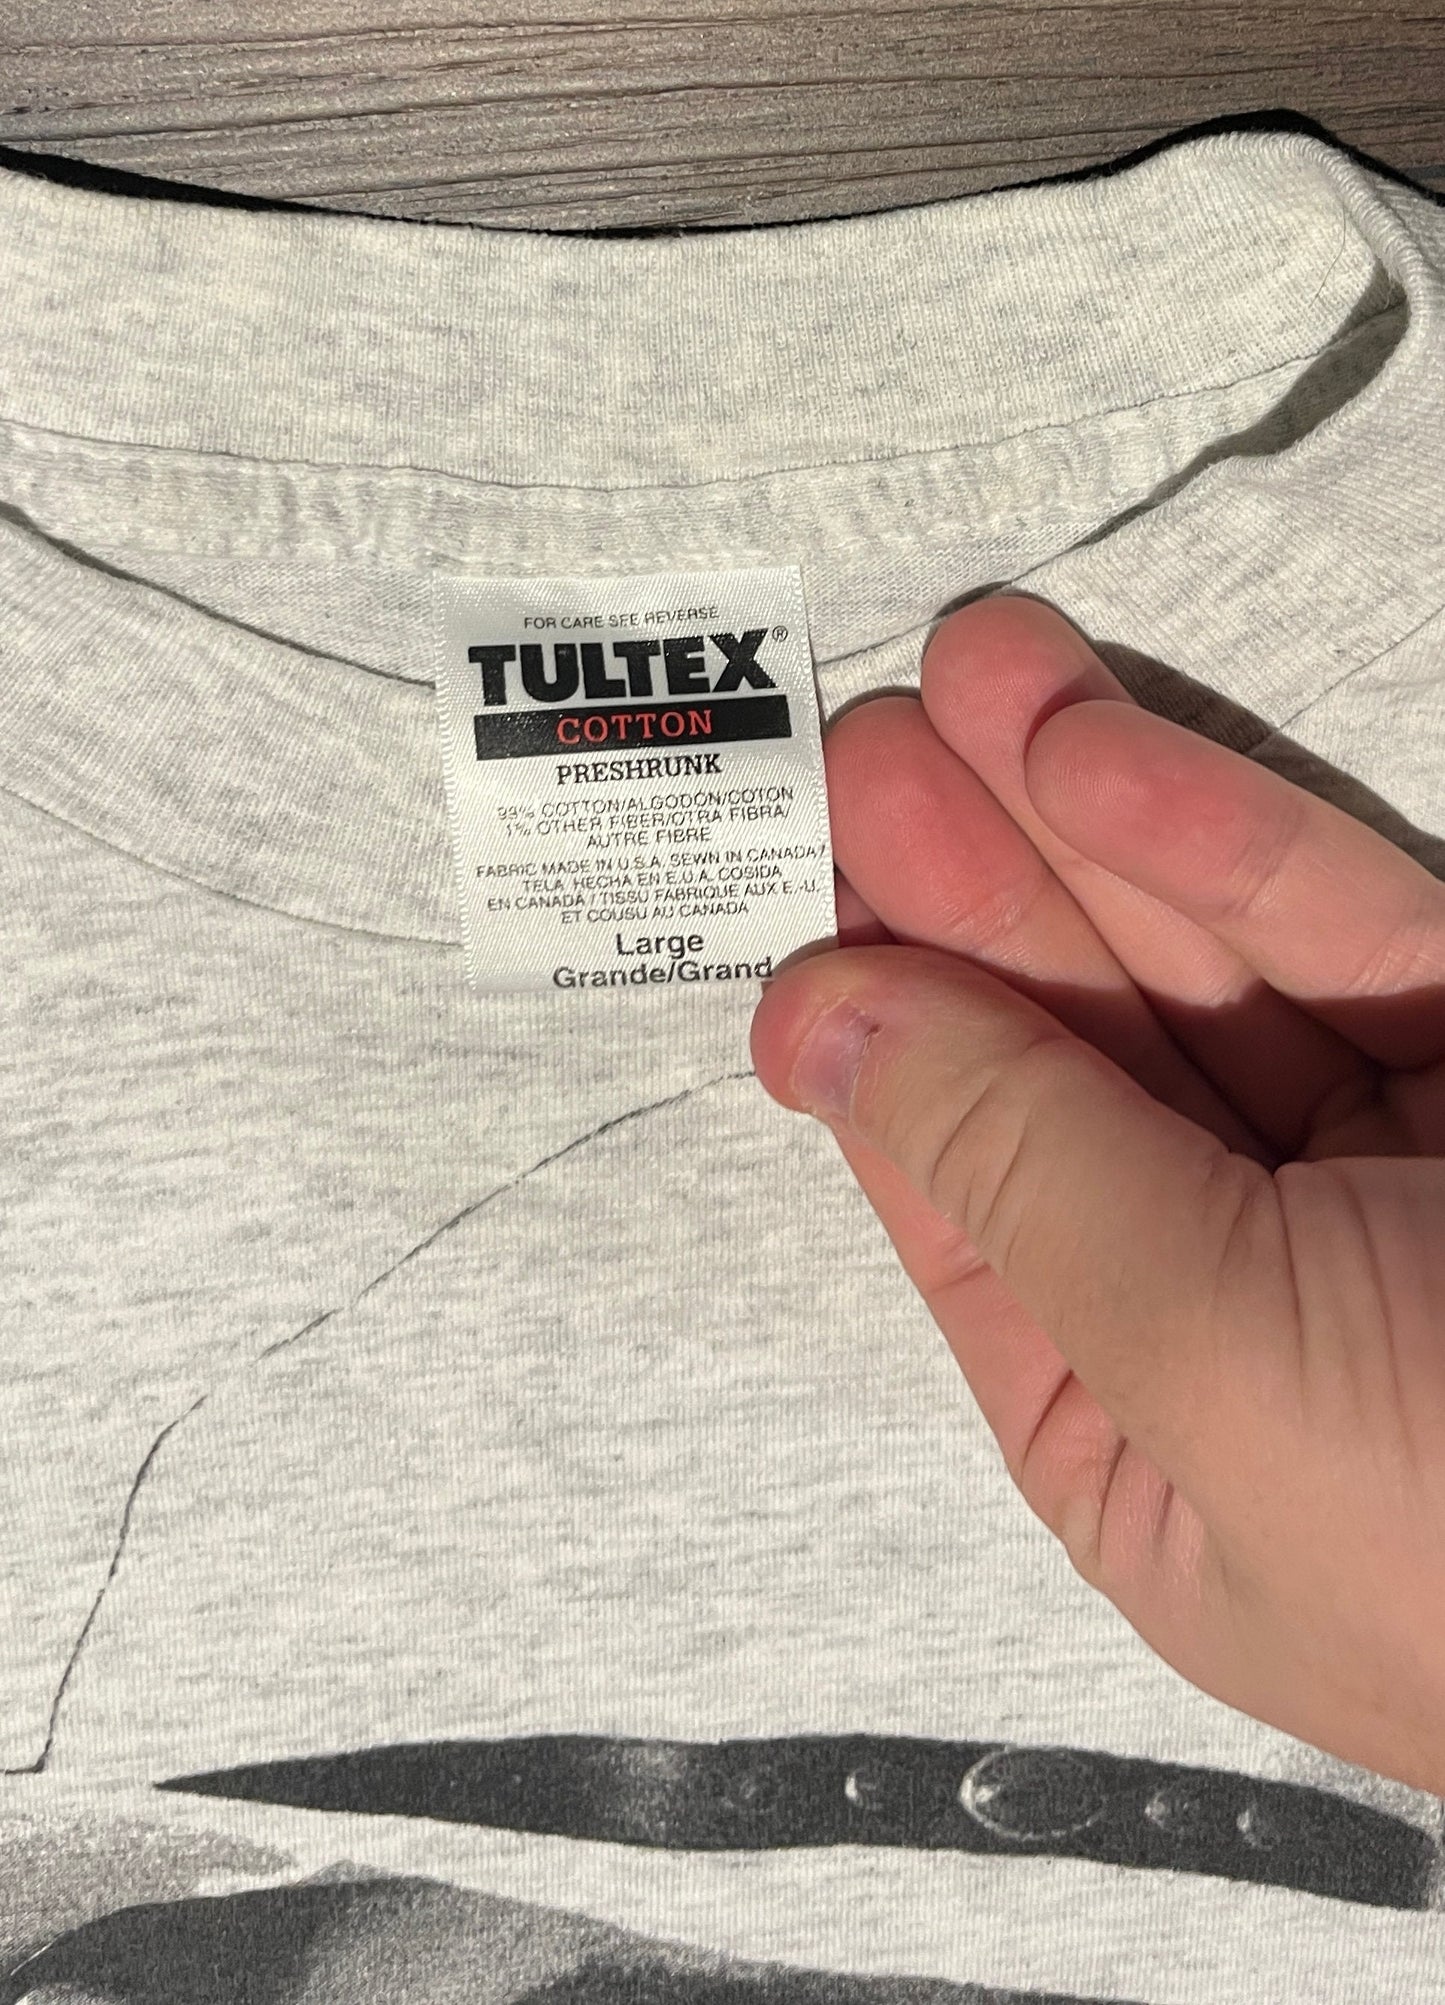 FOR CARE SEE REVERSE
TULTEX®
COTTON
PRESHRUNK
99% COTTON/ALGODON/COTON
1% OTHER FIBER/OTRA FIBRA/
AUTRE FIBRE
FABRIC MADE IN U.S.A. SEWN IN CANADA/
TELA HECHA EN E.U.A. COSIDA
EN CANADA / TISSU FABRIQUE AUX E.-U.
ET COUSU AU CANADA
Large
Grande/Grand